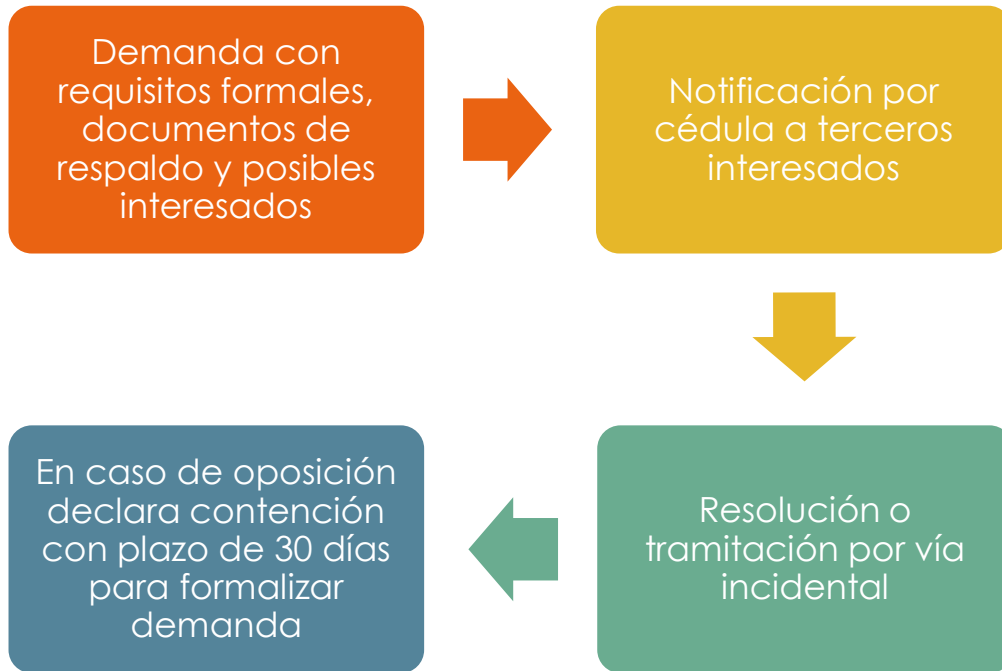 Demanda con
requisitos formales,
documentos de
respaldo y posibles
interesados
Notificación por
cédula a terceros
interesados
Resolución o
tramitación por vía
incidental
En caso de oposición
declara contención
con plazo de 30 días
para formalizar
demanda